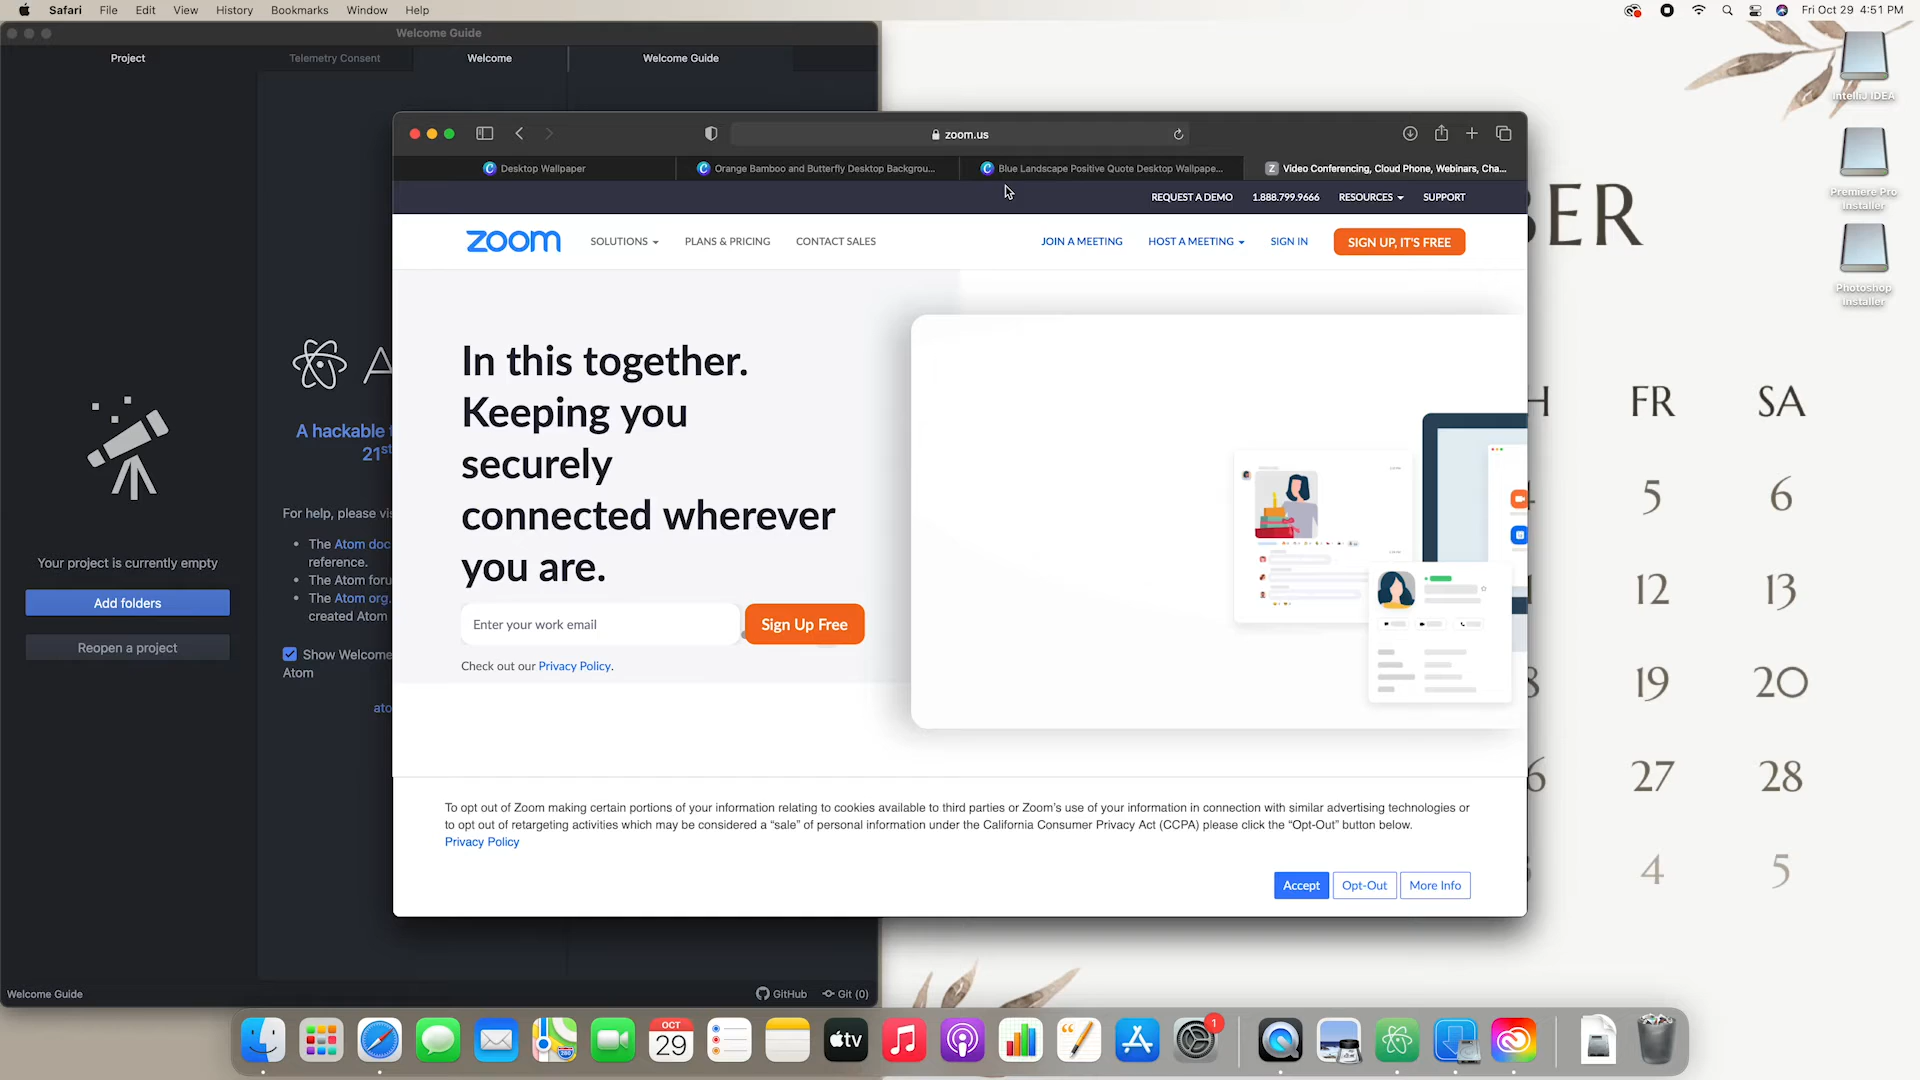 Safari File Edit View History Bookmarks Window Help
Fri Oct 29 4:51 PM
Welcome Guide
Project
Telemetry Consent
Welcome
Welcome Guide
IntelliJ IDEA
Premiere Pro
Installer
Photoshop
Installer
zoom.us
Desktop Wallpaper
Orange Bamboo and Butterfly Desktop Backgrou...
Blue Landscape Positive Quote Desktop Wallpape...
Z Video Conferencing, Cloud Phone, Webinars, Cha...
REQUEST A DEMO 1.888.799.9666 RESOURCES SUPPORT
zoom SOLUTIONS PLANS & PRICING CONTACT SALES JOIN A MEETING HOST A MEETING SIGN IN SIGN UP, IT'S FREE
BER
In this together.
Keeping you
securely
connected wherever
you are.
Enter your work email
Sign Up Free
Check out our Privacy Policy.
A
A hackable
21st
For help, please vis
The Atom doc
reference.
The Atom foru
The Atom org.
created Atom
Show Welcome
Atom
ato
Your project is currently empty
Add folders
Reopen a project
H FR SA
5 6
12 13
19 20
27 28
4 5
To opt out of Zoom making certain portions of your information relating to cookies available to third parties or Zoom's use of your information in connection with similar advertising technologies or
to opt out of retargeting activities which may be considered a “sale” of personal information under the California Consumer Privacy Act (CCPA) please click the “Opt-Out” button below.
Privacy Policy
Accept
Opt-Out
More Info
Welcome Guide
GitHub
Git (0)
OCT
29
280
tv
1